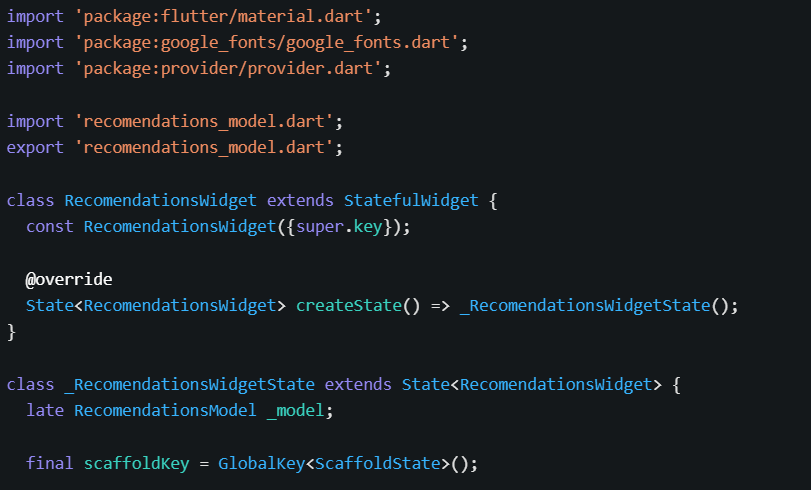 import 'package:flutter/material.dart';
import 'package:google_fonts/google_fonts.dart';
import 'package:provider/provider.dart';

import 'recomendations_model.dart';
export 'recomendations_model.dart';

class RecomendationsWidget extends StatefulWidget {
  const RecomendationsWidget({super.key});

  @override
  State<RecomendationsWidget> createState() => _RecomendationsWidgetState();
}

class _RecomendationsWidgetState extends State<RecomendationsWidget> {
  late RecomendationsModel _model;

  final scaffoldKey = GlobalKey<ScaffoldState>();